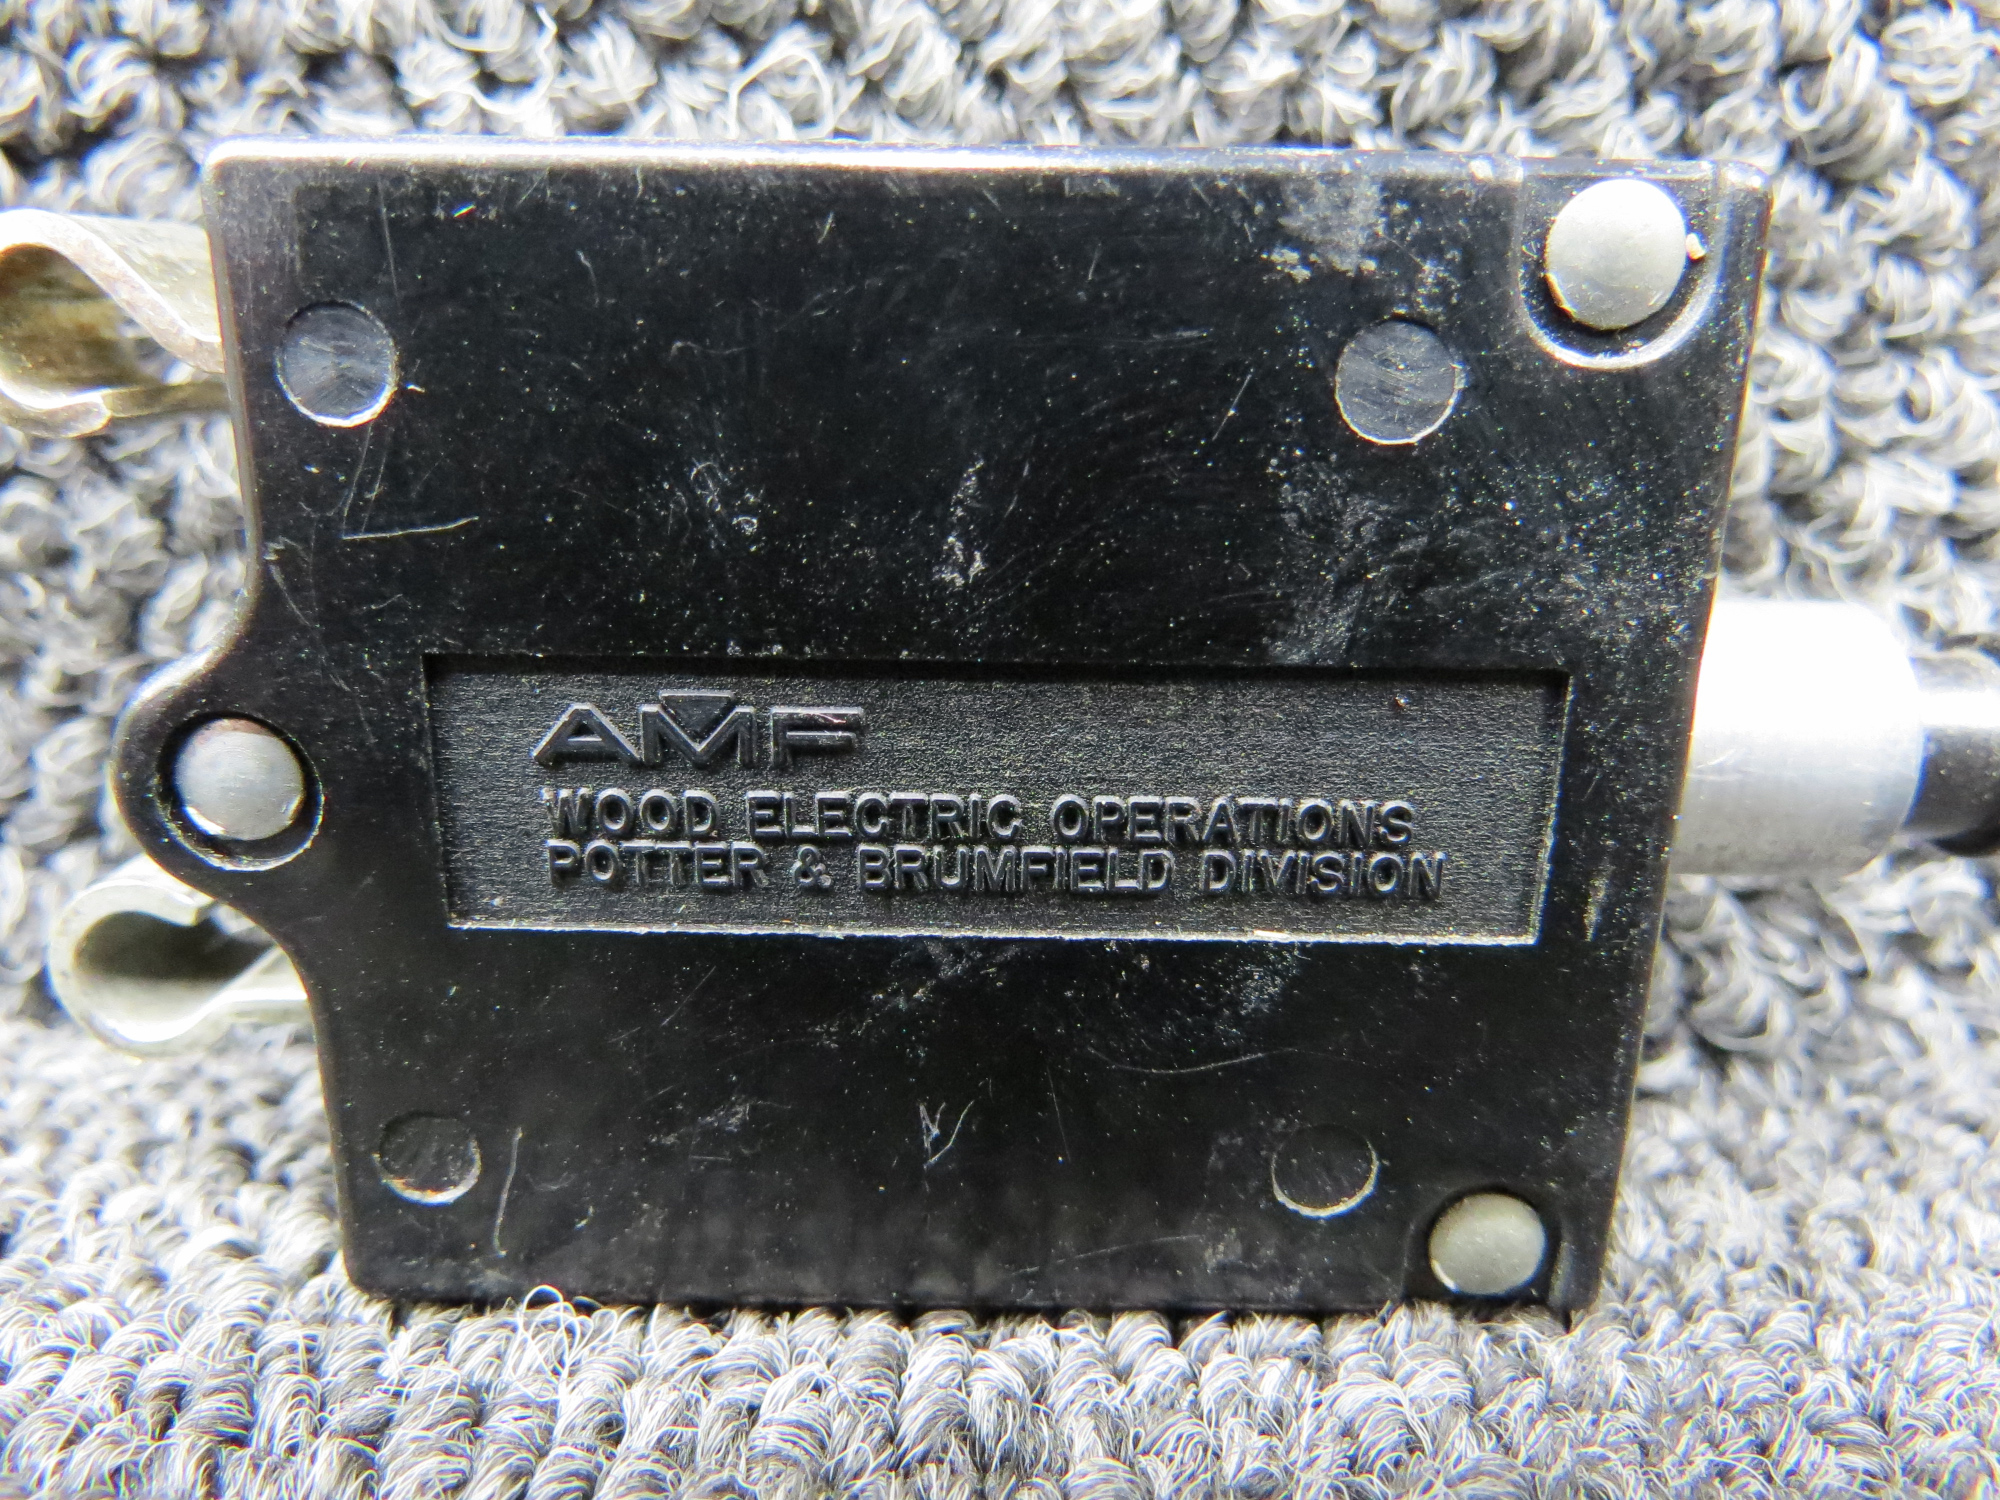 AMF
WOOD ELECTRIC OPERATIONS
POTTER & BRUMFIELD DIVISION